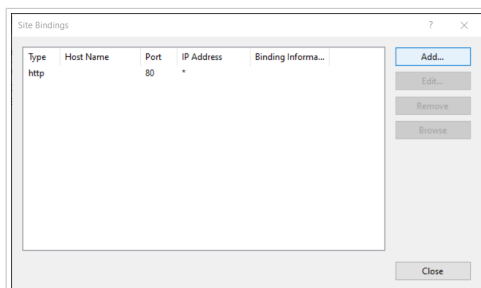 Site Bindings ? ×
Type Host Name Port IP Address Binding Informa...
http 80 *
Add...
Edit...
Remove
Browse
Close